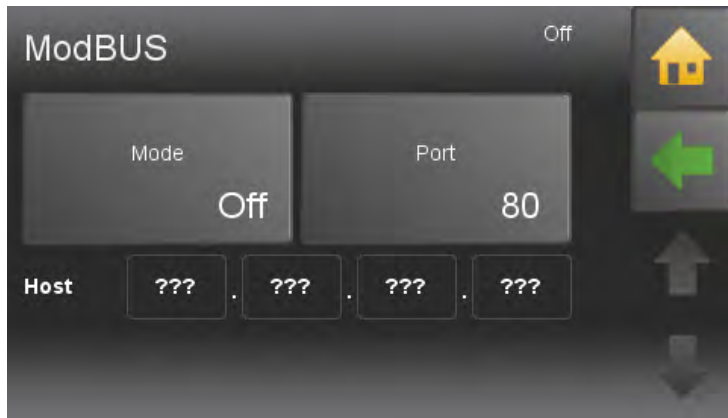 ModBUS
Off
Mode
Port
Off
80
Host ??? . ??? . ??? . ???